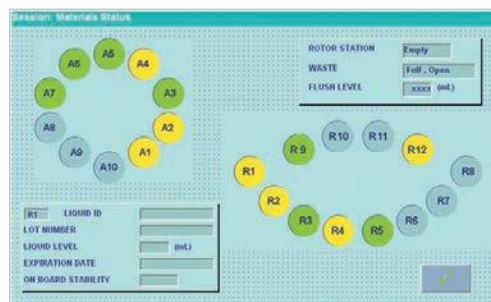 Session: Materials Status
A5
A6
A4
A7
A3
A8
A2
A9
A1
A10
ROTOR STATION Empty
WASTE Full , Open
FLUSH LEVEL xxxx (mL)
R 9
R10
R11
R12
R1
R8
R2
R7
R3
R6
R4
R5
R1 LIQUID ID
LOT NUMBER
LIQUID LEVEL (mL)
EXPIRATION DATE
ON BOARD STABILITY